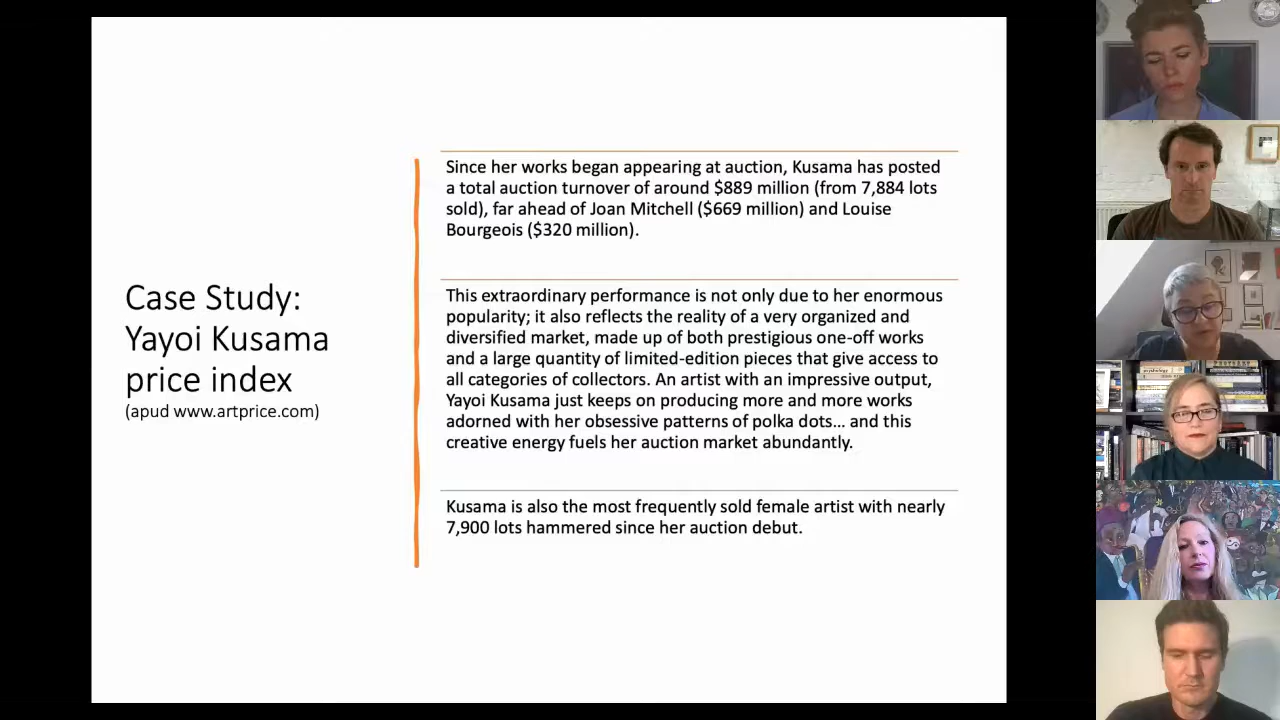 Case Study:
Yayoi Kusama
price index
(apud www.artprice.com)
Since her works began appearing at auction, Kusama has posted
a total auction turnover of around $889 million (from 7,884 lots
sold), far ahead of Joan Mitchell ($669 million) and Louise
Bourgeois ($320 million).
This extraordinary performance is not only due to her enormous
popularity; it also reflects the reality of a very organized and
diversified market, made up of both prestigious one-off works
and a large quantity of limited-edition pieces that give access to
all categories of collectors. An artist with an impressive output,
Yayoi Kusama just keeps on producing more and more works
adorned with her obsessive patterns of polka dots... and this
creative energy fuels her auction market abundantly.
Kusama is also the most frequently sold female artist with nearly
7,900 lots hammered since her auction debut.